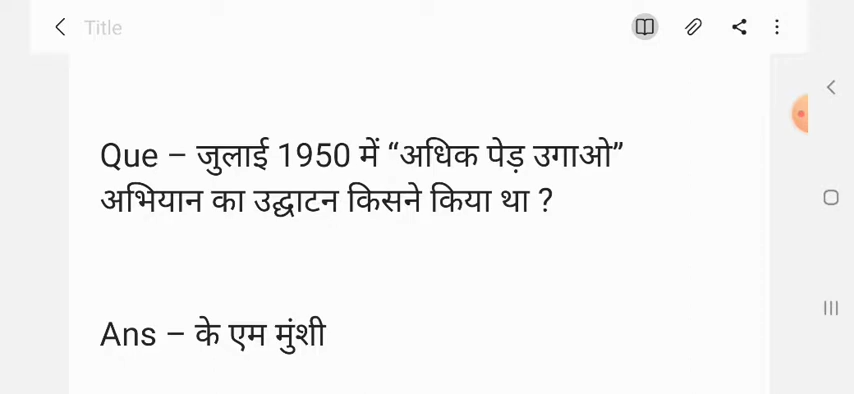 Title
Que – जुलाई 1950 में “अधिक पेड़ उगाओ”
अभियान का उद्घाटन किसने किया था ?
Ans – के एम मुंशी